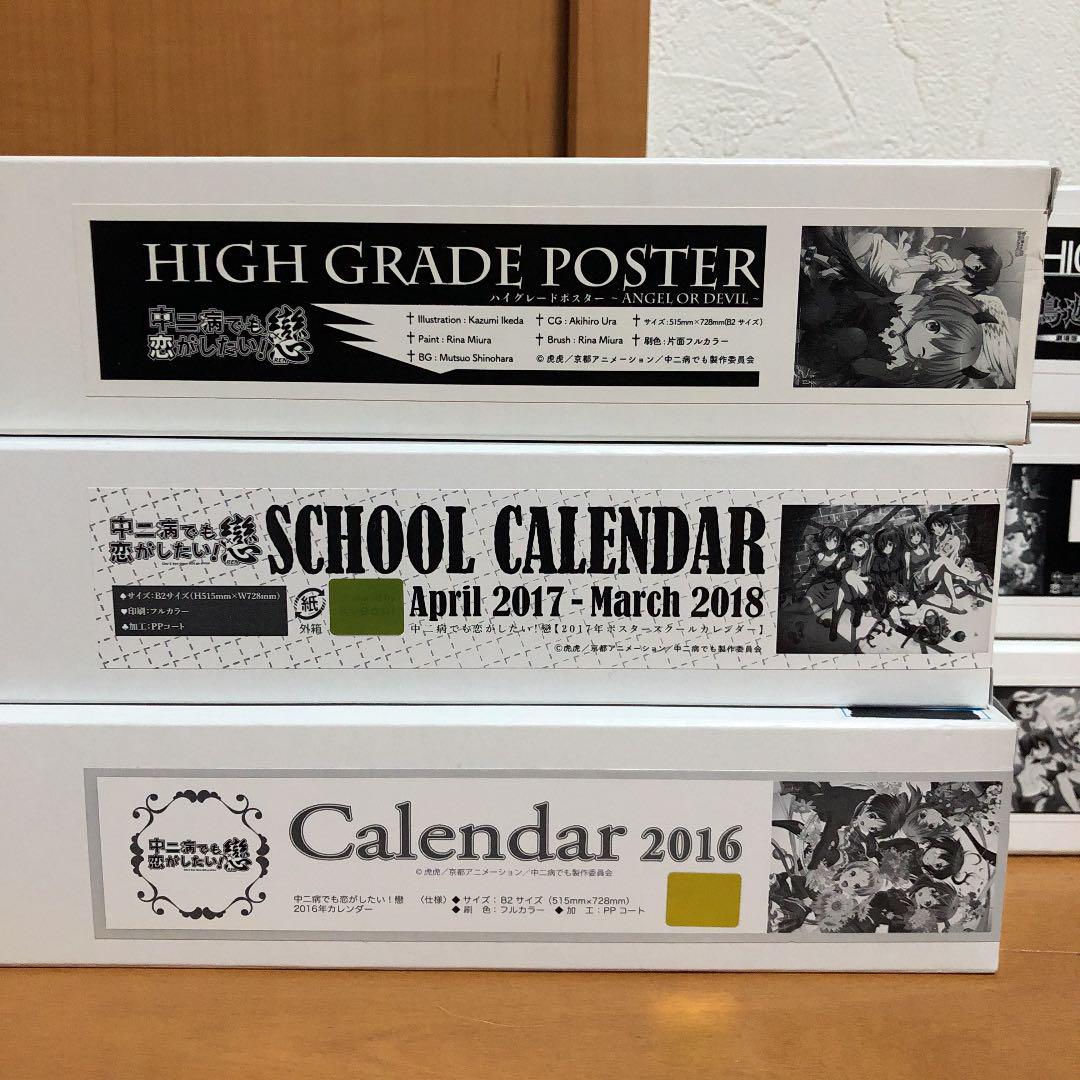 HIGH GRADE POSTER
ハイグレードポスター ~ ANGEL OR DEVIL ~
中二病でも
恋がしたい!戀
REN
† Illustration : Kazumi Ikeda † CG : Akihiro Ura † サイズ : 515mm×728mm(B2 サイズ)
† Paint : Rina Miura † Brush : Rina Miura † 刷色 : 片面フルカラー
† BG : Mutsuo Shinohara © 虎虎／京都アニメーション／中二病でも製作委員会
HIG
SCHOOL CALENDAR
中二病でも
恋がしたい!戀
REN
April 2017 - March 2018
♠サイズ：B2サイズ(H515mm×W728mm)
♥印刷：フルカラー
♣加工：PPコート
紙
外箱
中二病でも恋がしたい!戀【2017年ポスタースクールカレンダー】
©虎虎／京都アニメーション／中二病でも製作委員会
中二病でも
恋がしたい!戀
Calendar 2016
© 虎虎／京都アニメーション／中二病でも製作委員会
中二病でも恋がしたい！戀 〈仕様〉◆ サイズ：B2 サイズ（515mm×728mm）
2016年カレンダー ◆ 刷　色：フルカラー ◆ 加　工：PP コート